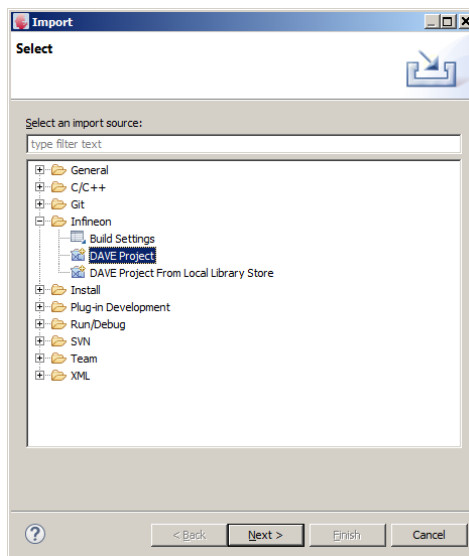 Import
Select
Select an import source:
type filter text
General
C/C++
Git
Infineon
Build Settings
DAVE Project
DAVE Project From Local Library Store
Install
Plug-in Development
Run/Debug
SVN
Team
XML
? < Back Next > Finish Cancel